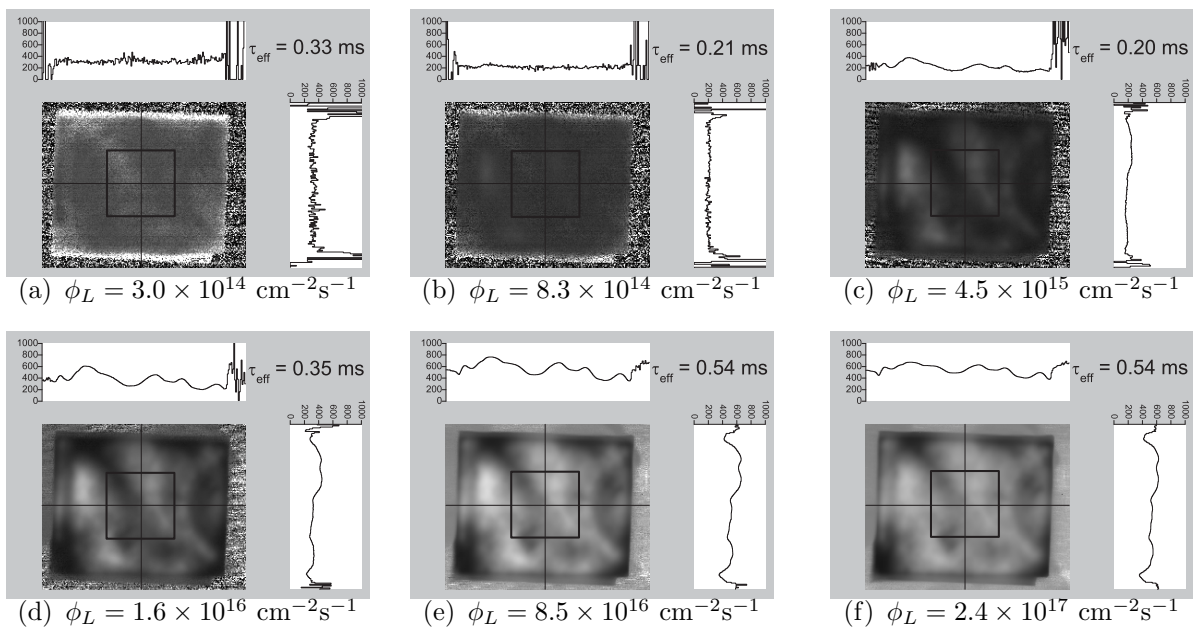 1000
800
600
400
200
0
τeff = 0.33 ms
0 200 400 600 800 1000
(a) ϕL = 3.0 × 10^14 cm^−2s^−1
1000
800
600
400
200
0
τeff = 0.21 ms
0 200 400 600 800 1000
(b) ϕL = 8.3 × 10^14 cm^−2s^−1
1000
800
600
400
200
0
τeff = 0.20 ms
0 200 400 600 800 1000
(c) ϕL = 4.5 × 10^15 cm^−2s^−1
1000
800
600
400
200
0
τeff = 0.35 ms
0 200 400 600 800 1000
(d) ϕL = 1.6 × 10^16 cm^−2s^−1
1000
800
600
400
200
0
τeff = 0.54 ms
0 200 400 600 800 1000
(e) ϕL = 8.5 × 10^16 cm^−2s^−1
1000
800
600
400
200
0
τeff = 0.54 ms
0 200 400 600 800 1000
(f) ϕL = 2.4 × 10^17 cm^−2s^−1